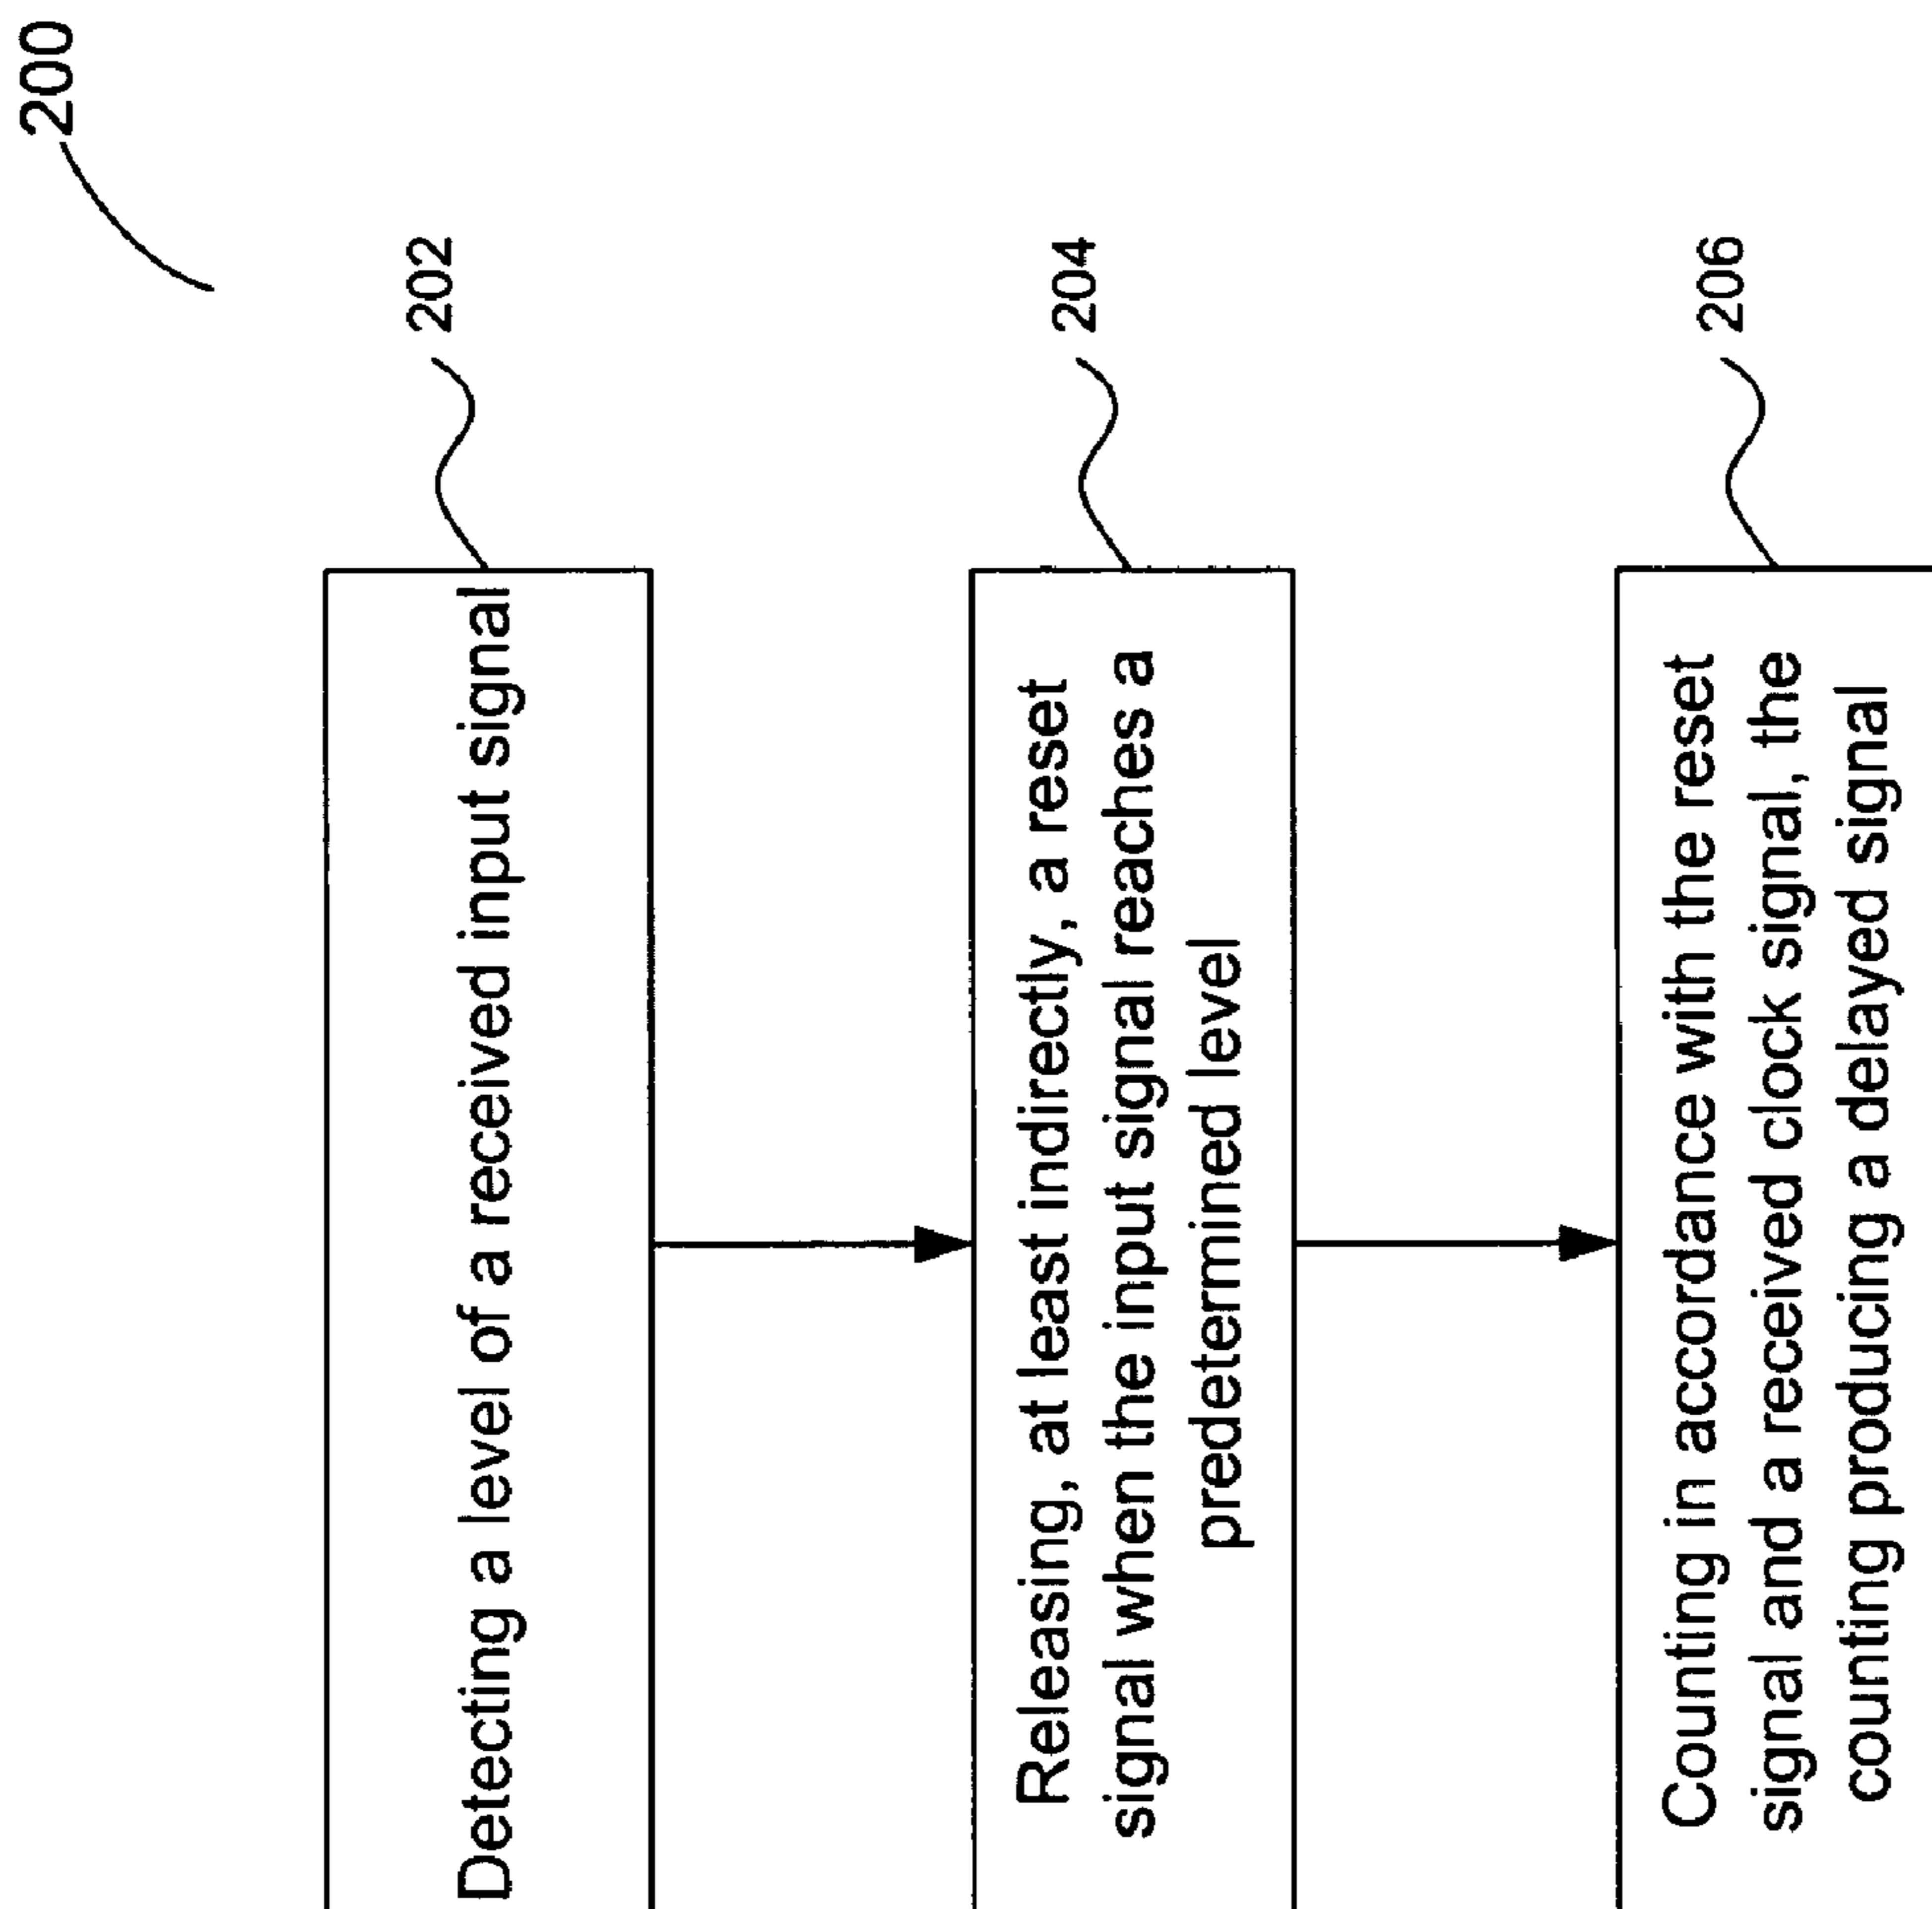 200
202
Detecting a level of a received input signal
204
Releasing, at least indirectly, a reset
signal when the input signal reaches a
predetermined level
206
Counting in accordance with the reset
signal and a received clock signal, the
counting producing a delayed signal